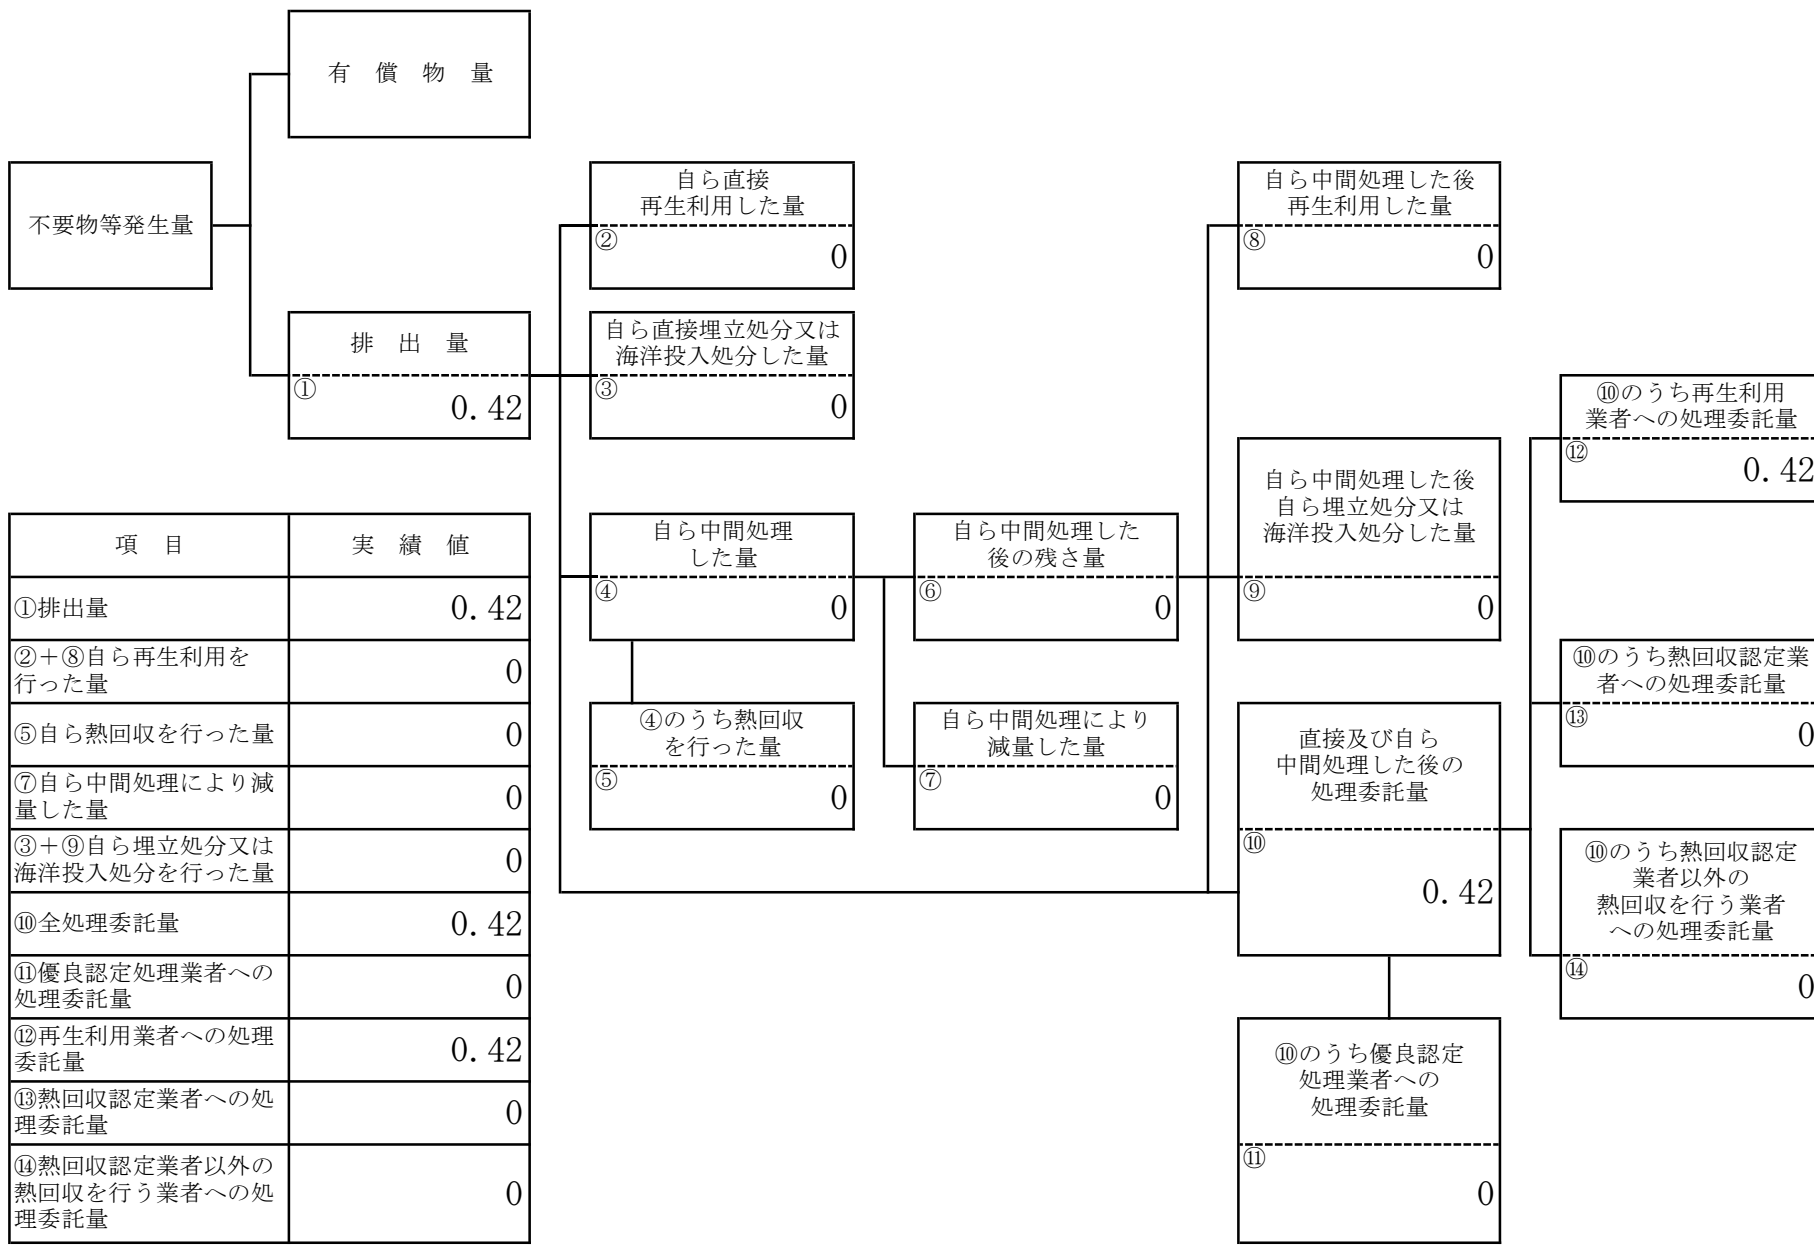 有 償 物 量
不要物等発生量
自ら直接
再生利用した量
②
0
自ら中間処理した後
再生利用した量
⑧
0
排 出 量
①
0.42
自ら直接埋立処分又は
海洋投入処分した量
③
0
⑩のうち再生利用
業者への処理委託量
⑫
0.42
自ら中間処理した後
自ら埋立処分又は
海洋投入処分した量
⑨
0
自ら中間処理
した量
④
0
自ら中間処理した
後の残さ量
⑥
0
⑩のうち熱回収認定業
者への処理委託量
⑬
0
④のうち熱回収
を行った量
⑤
0
自ら中間処理により
減量した量
⑦
0
直接及び自ら
中間処理した後の
処理委託量
⑩
0.42
⑩のうち熱回収認定
業者以外の
熱回収を行う業者
への処理委託量
⑭
0
⑩のうち優良認定
処理業者への
処理委託量
⑪
0
項 目 実 績 値
①排出量 0.42
②+⑧自ら再生利用を
行った量 0
⑤自ら熱回収を行った量 0
⑦自ら中間処理により減
量した量 0
③+⑨自ら埋立処分又は
海洋投入処分を行った量 0
⑩全処理委託量 0.42
⑪優良認定処理業者への
処理委託量 0
⑫再生利用業者への処理
委託量 0.42
⑬熱回収認定業者への処
理委託量 0
⑭熱回収認定業者以外の
熱回収を行う業者への処
理委託量 0